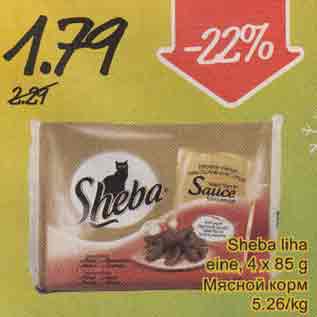 1.79
-22%
2.29
Sheba
Sauce
Sheba liha
eine, 4 x 85 g
Мясной корм
5.26/kg